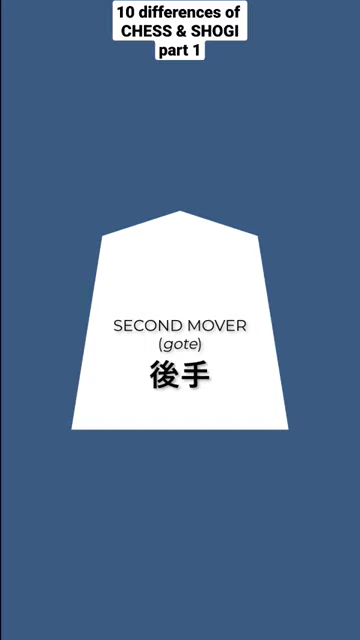 10 differences of
CHESS & SHOGI
part 1
SECOND MOVER
(gote)
後手